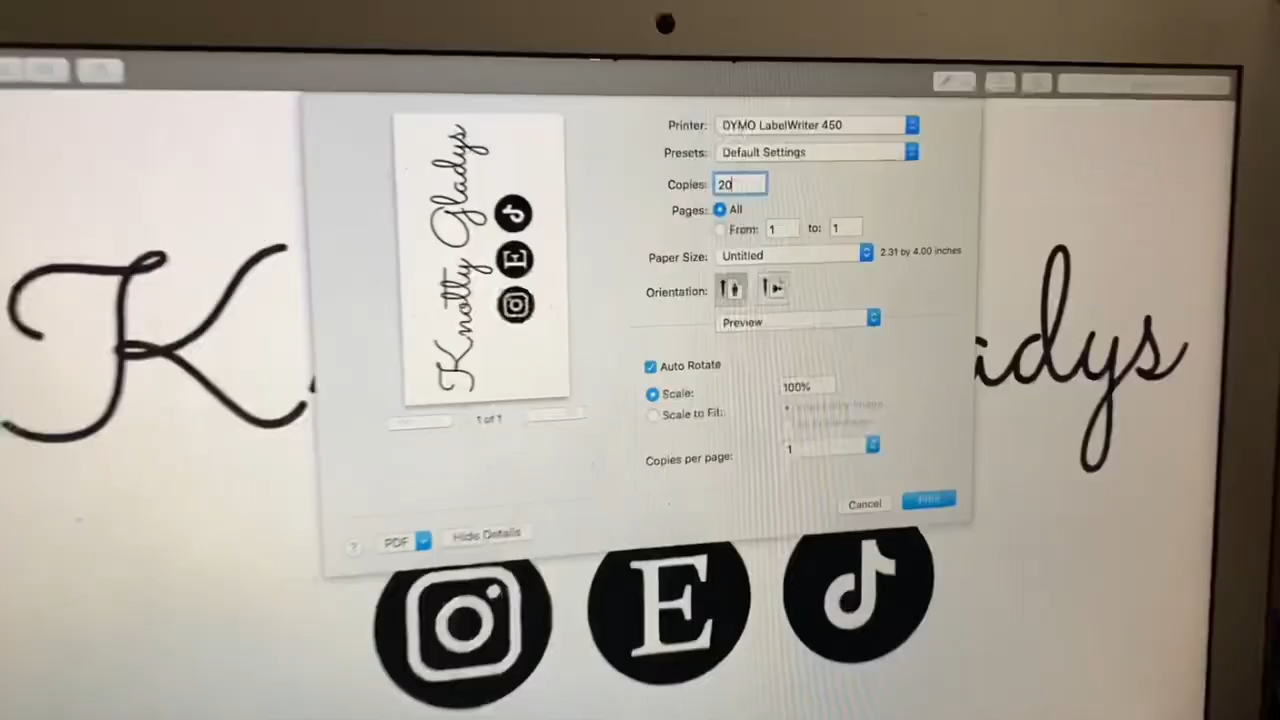 Printer: DYMO LabelWriter 450
Presets: Default Settings
Copies: 20
Pages: All
From: 1 to: 1
Paper Size: Untitled 2.31 by 4.00 inches
Orientation:
Preview
Auto Rotate
Scale: 100%
Scale to Fit:
Copies per page: 1
Cancel Print
? PDF Hide Details
1 of 1
Knotty Gladys
E
K
adys
E